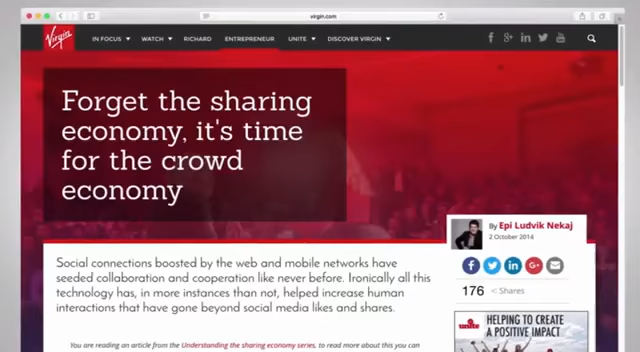 virgin.com
Virgin
IN FOCUS
WATCH
RICHARD
ENTREPRENEUR
UNITE
DISCOVER VIRGIN
Forget the sharing
economy, it's time
for the crowd
economy
By Epi Ludvik Nekaj
2 October 2014
176 Shares
Social connections boosted by the web and mobile networks have
seeded collaboration and cooperation like never before. Ironically all this
technology has, in more instances than not, helped increase human
interactions that have gone beyond social media likes and shares.
You are reading an article from the Understanding the sharing economy series, to read more about this you can
unite
HELPING TO CREATE
A POSITIVE IMPACT